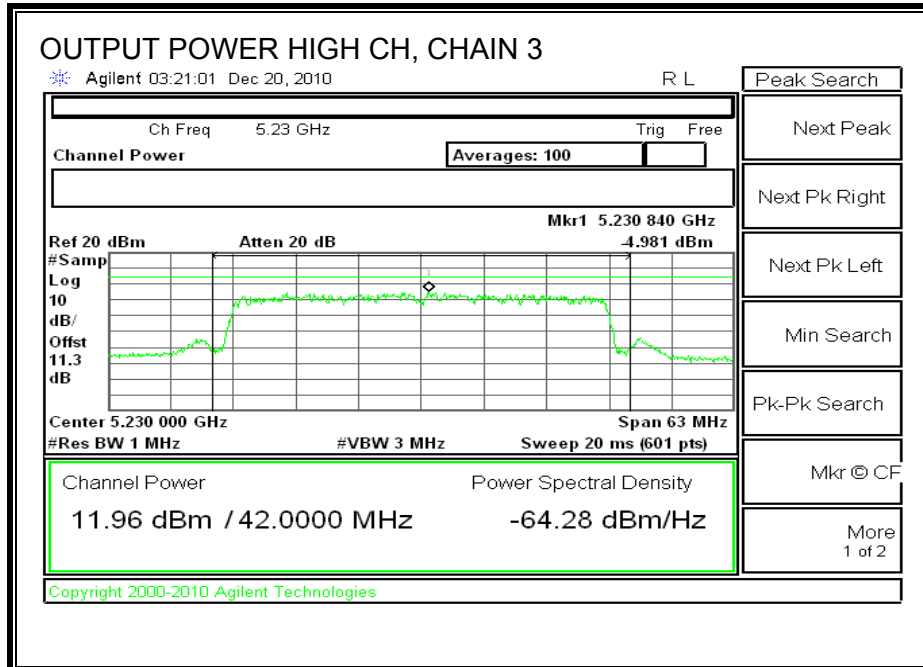 OUTPUT POWER HIGH CH, CHAIN 3
Agilent 03:21:01 Dec 20, 2010 R L
Peak Search
Ch Freq 5.23 GHz Trig Free
Channel Power Averages: 100
Mkr1 5.230 840 GHz
Ref 20 dBm Atten 20 dB -4.981 dBm
#Samp
Log
10
dB/
Offst
11.3
dB
1
Center 5.230 000 GHz Span 63 MHz
#Res BW 1 MHz #VBW 3 MHz Sweep 20 ms (601 pts)
Channel Power Power Spectral Density
11.96 dBm / 42.0000 MHz -64.28 dBm/Hz
Copyright 2000-2010 Agilent Technologies
Next Peak
Next Pk Right
Next Pk Left
Min Search
Pk-Pk Search
Mkr © CF
More
1 of 2